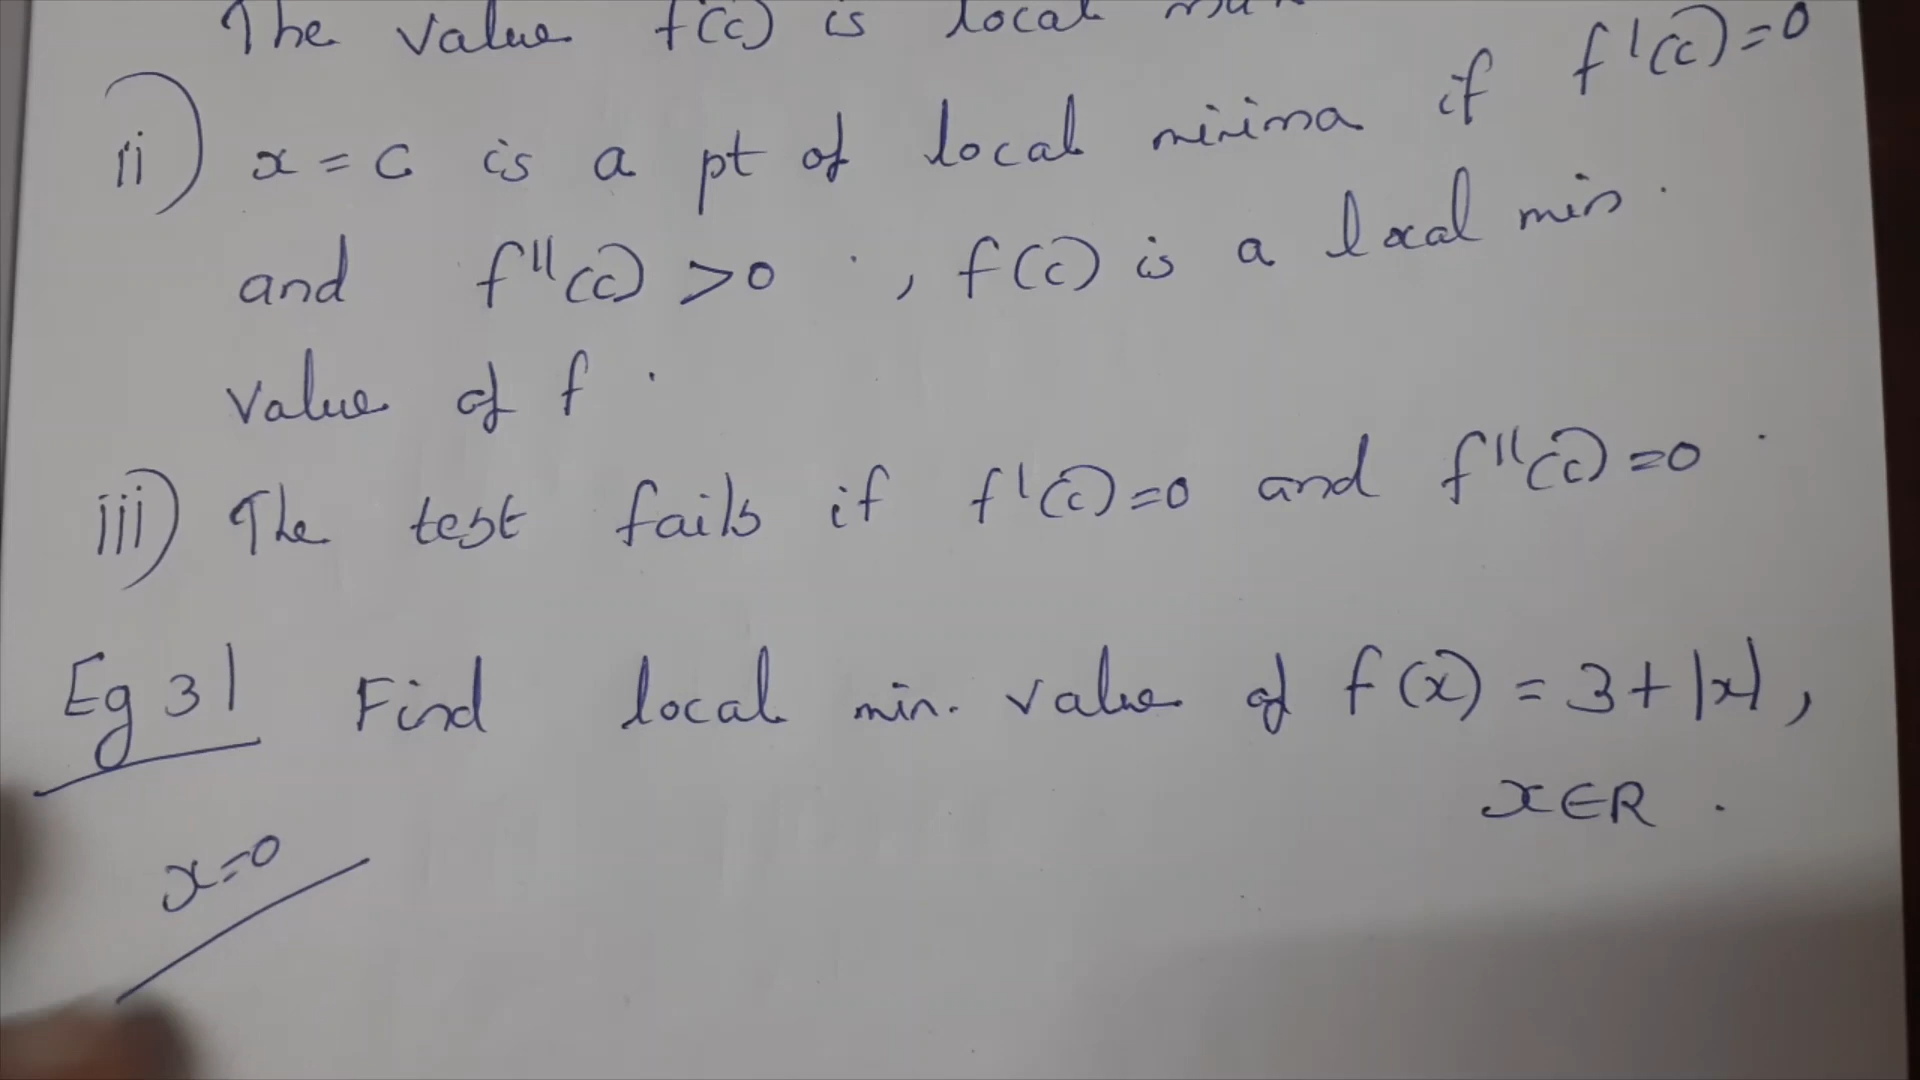 The value f(c) is local
ii) x = c is a pt of local minima if f'(c)=0
and f''(c) >0 , f(c) is a local min.
value of f.
iii) The test fails if f'(c)=0 and f''(c)=0.
Eg 31 Find local min. value of f(x) = 3+|x|,
x∈R.
x=0